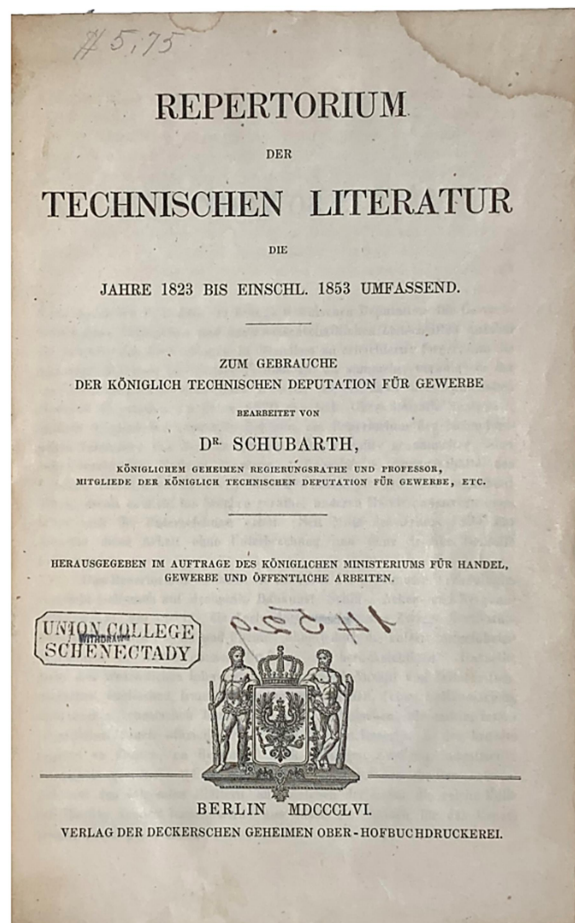 # 5,75
REPERTORIUM
DER
TECHNISCHEN LITERATUR
DIE
JAHRE 1823 BIS EINSCHL. 1853 UMFASSEND.
ZUM GEBRAUCHE
DER KÖNIGLICH TECHNISCHEN DEPUTATION FÜR GEWERBE
BEARBEITET VON
DR. SCHUBARTH,
KÖNIGLICHEM GEHEIMEN REGIERUNGSRATHE UND PROFESSOR,
MITGLIEDE DER KÖNIGLICH TECHNISCHEN DEPUTATION FÜR GEWERBE, ETC.
HERAUSGEGEBEN IM AUFTRAGE DES KÖNIGLICHEN MINISTERIUMS FÜR HANDEL,
GEWERBE UND ÖFFENTLICHE ARBEITEN.
14529
UNION COLLEGE
WITHDRAWN
SCHENECTADY
BERLIN MDCCCLVI.
VERLAG DER DECKERSCHEN GEHEIMEN OBER-HOFBUCHDRUCKEREI.